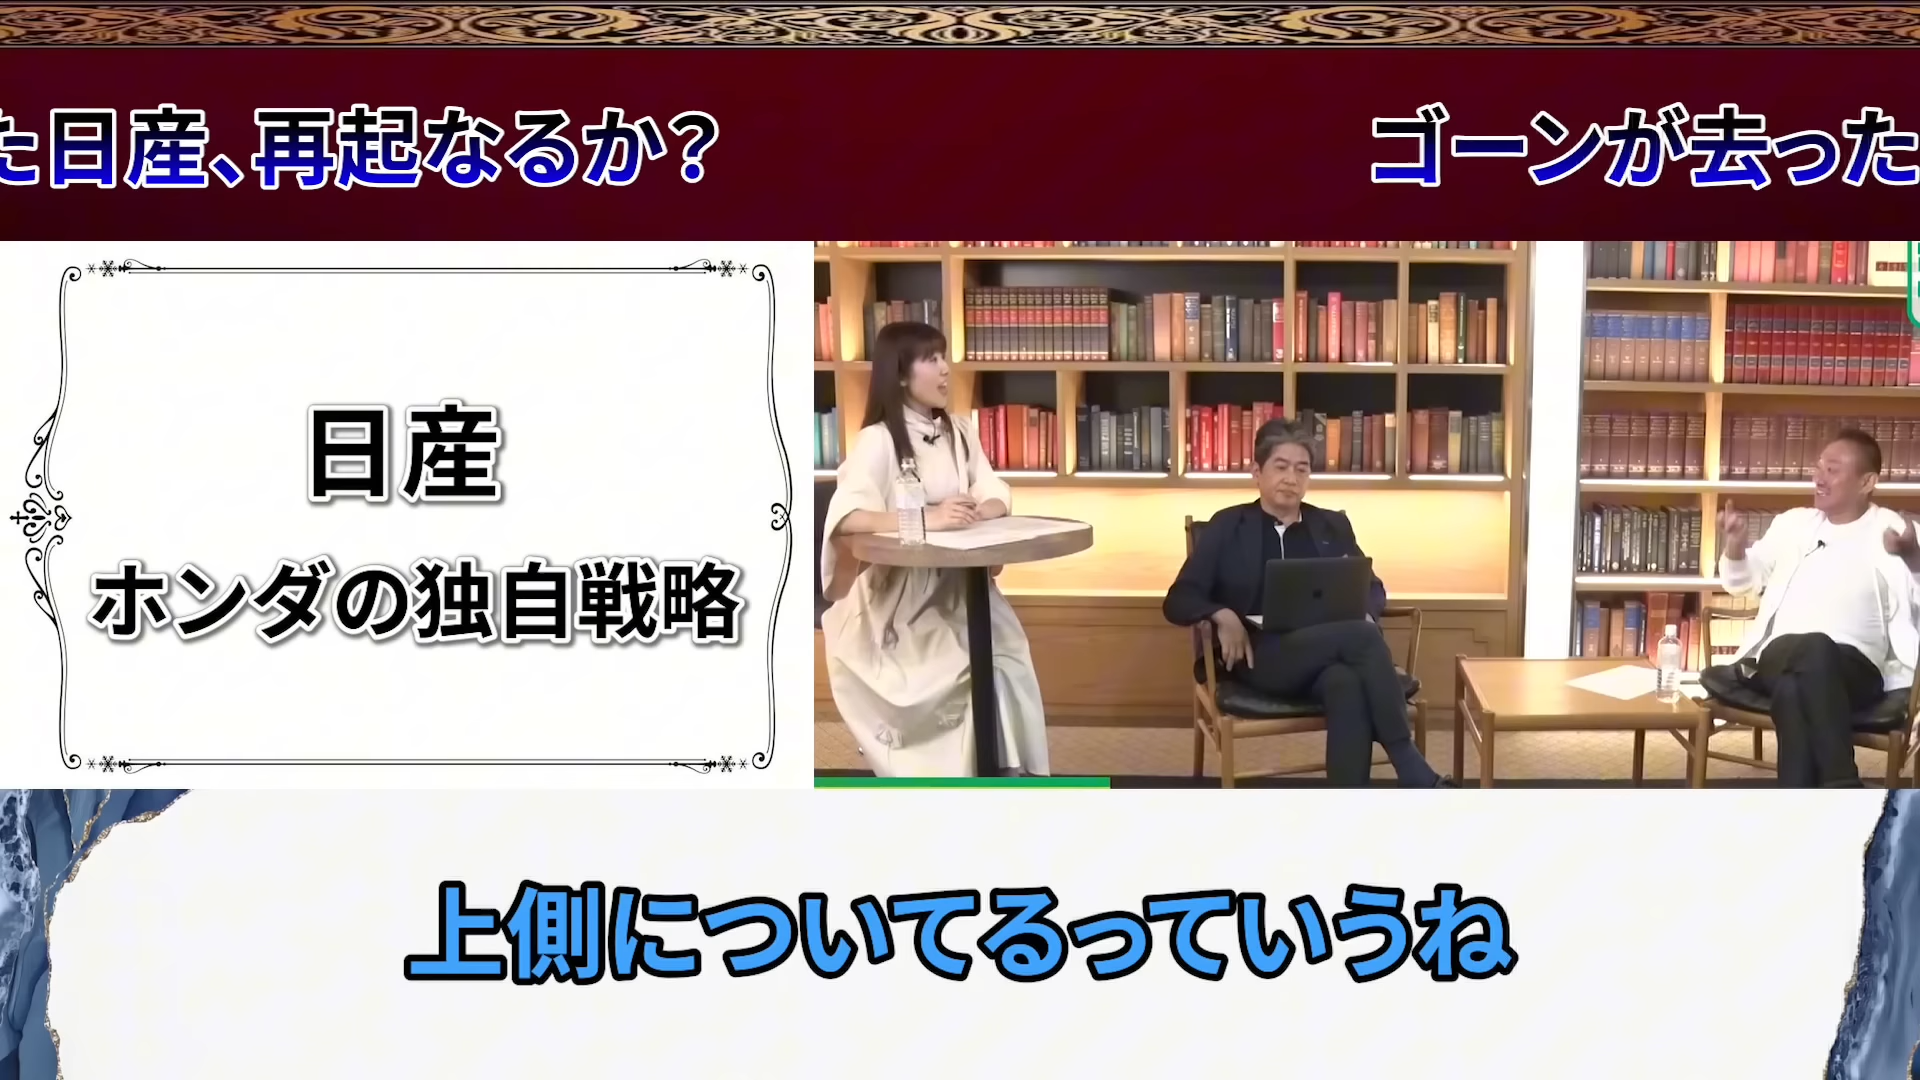 た日産、再起なるか？
ゴーンが去った
日産
ホンダの独自戦略
上側についてるっていうね